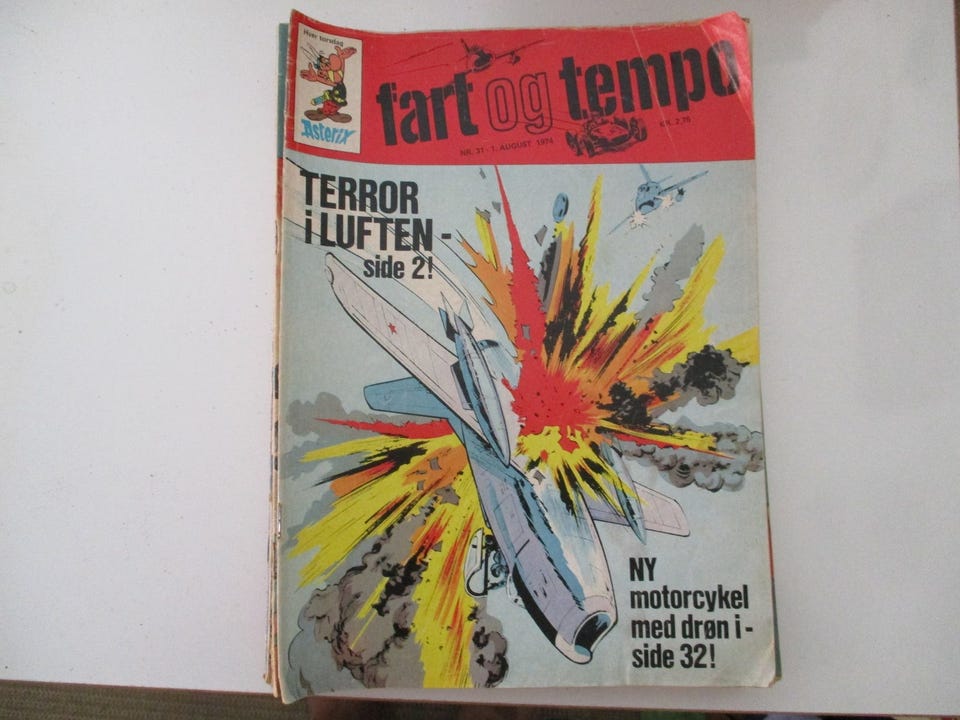 Hver torsdag
Asterix
fart og tempo
NR. 31 - 1. AUGUST 1974
KR. 2,75
TERROR
i LUFTEN -
side 2!
NY
motorcykel
med drøn i -
side 32!